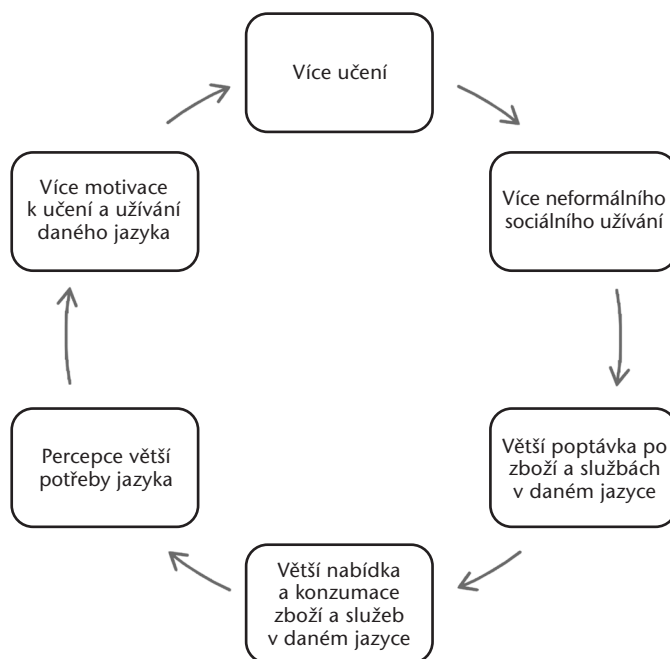 Více učení
Více neformálního
sociálního užívání
Větší poptávka po
zboží a službách
v daném jazyce
Větší nabídka
a konzumace
zboží a služeb
v daném jazyce
Percepce větší
potřeby jazyka
Více motivace
k učení a užívání
daného jazyka